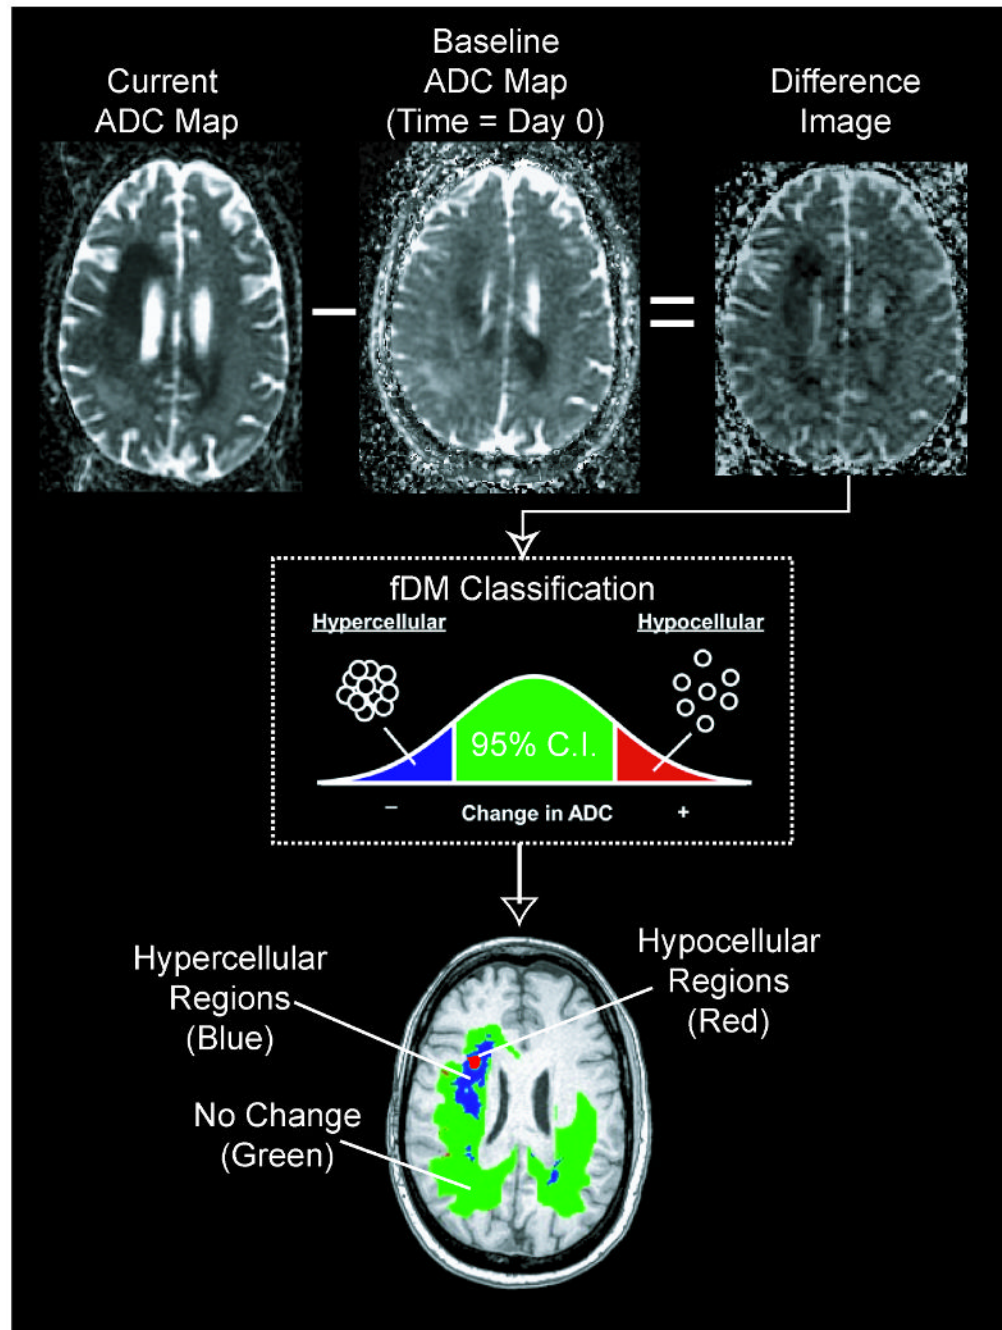 Current
ADC Map
Baseline
ADC Map
(Time = Day 0)
Difference
Image
fDM Classification
Hypercellular
Hypocellular
95% C.I.
–
Change in ADC
+
Hypercellular
Regions
(Blue)
Hypocellular
Regions
(Red)
No Change
(Green)